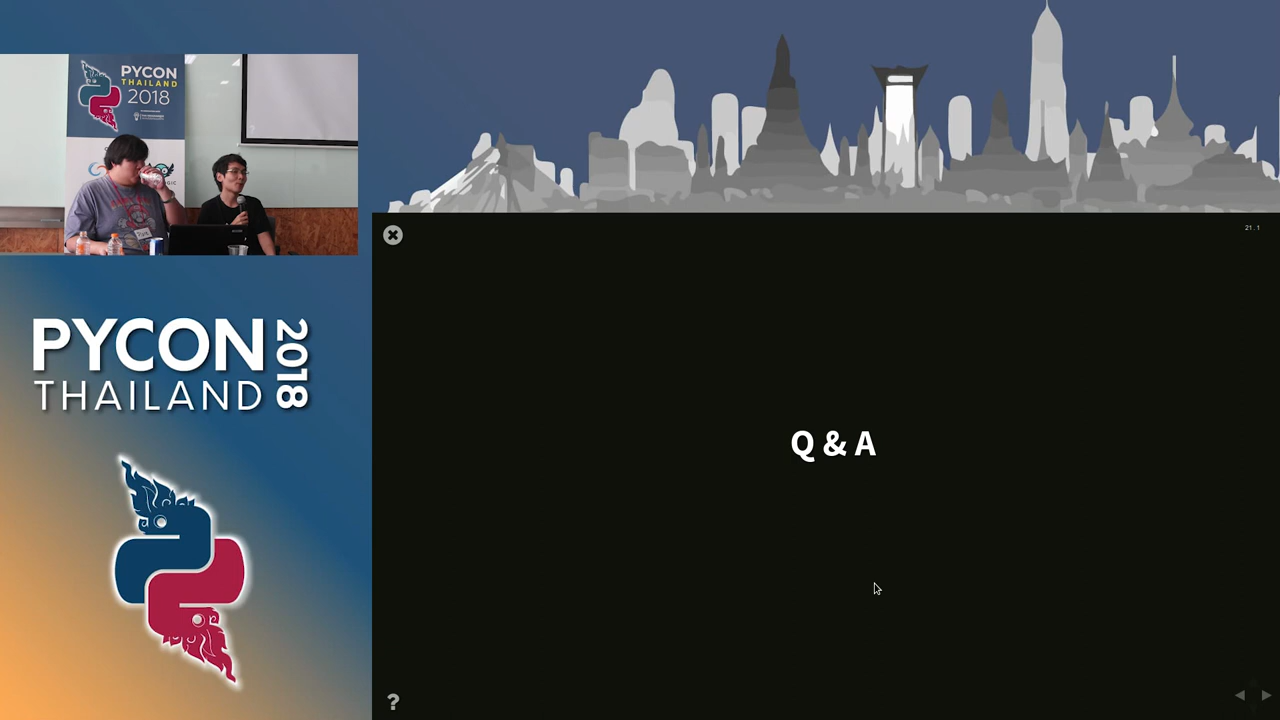 PYCON
THAILAND
2018
PYCON
THAILAND
2018
21.1
Q & A
?